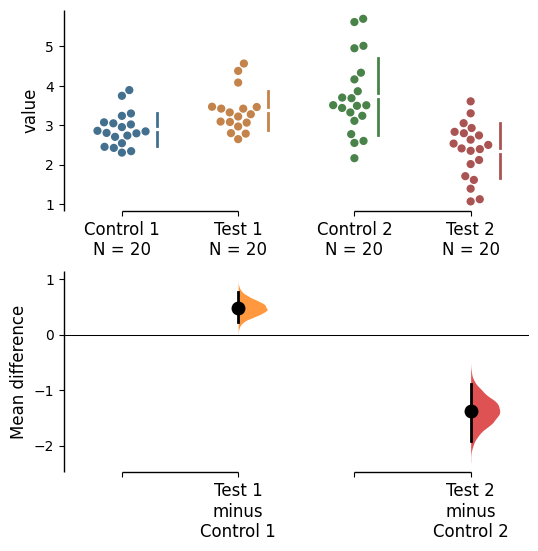 value
5
4
3
2
1
Control 1
N = 20
Test 1
N = 20
Control 2
N = 20
Test 2
N = 20
Mean difference
1
0
−1
−2
Test 1
minus
Control 1
Test 2
minus
Control 2